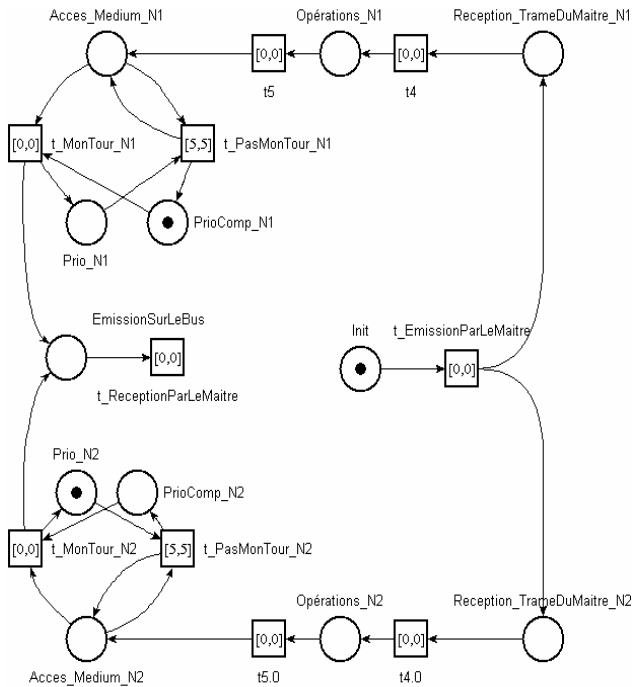 Acces_Medium_N1
Opérations_N1
Reception_TrameDuMaitre_N1
[0,0]
[0,0]
t5
t4
[0,0]
t_MonTour_N1
[5,5]
t_PasMonTour_N1
PrioComp_N1
Prio_N1
EmissionSurLeBus
Init
t_EmissionParLeMaitre
[0,0]
[0,0]
t_ReceptionParLeMaitre
Prio_N2
PrioComp_N2
[0,0]
t_MonTour_N2
[5,5]
t_PasMonTour_N2
Opérations_N2
Reception_TrameDuMaitre_N2
[0,0]
[0,0]
Acces_Medium_N2
t5.0
t4.0